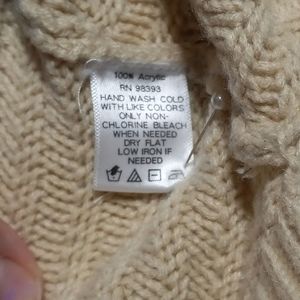 100% Acrylic
RN 98393
HAND WASH COLD
WITH LIKE COLORS
ONLY NON-
CHLORINE BLEACH
WHEN NEEDED
DRY FLAT
LOW IRON IF
NEEDED